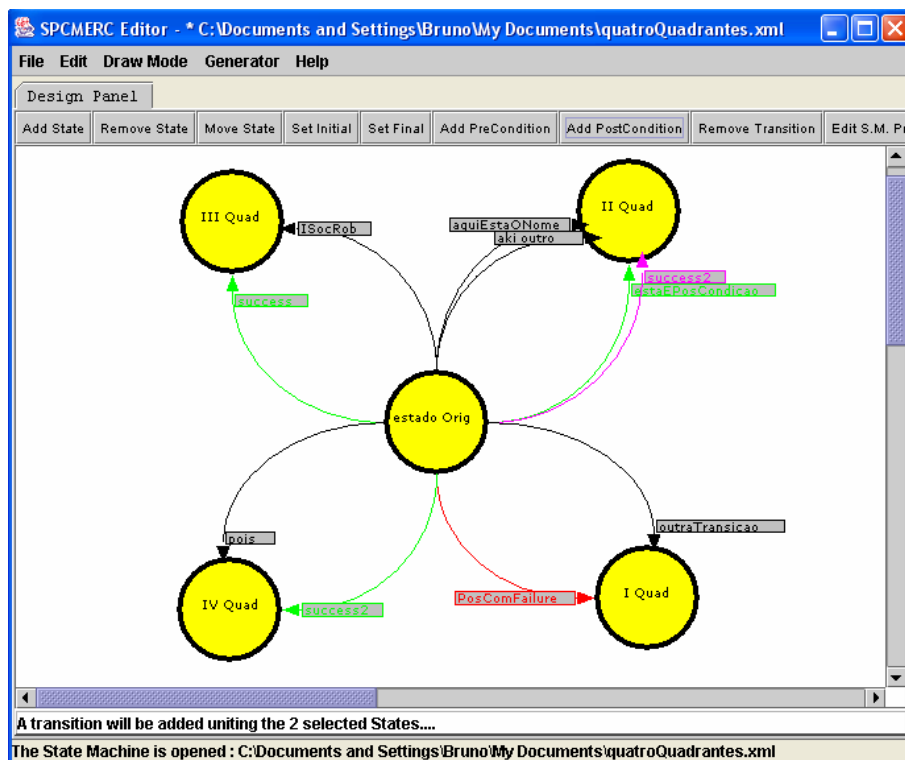 SPCMERC Editor - * C:\Documents and Settings\Bruno\My Documents\quatroQuadrantes.xml
File Edit Draw Mode Generator Help
Design Panel
Add State Remove State Move State Set Initial Set Final Add PreCondition Add PostCondition Remove Transition Edit S.M. Pr
III Quad
II Quad
ISocRob
aquiEstaONome
aki outro
success
success2
estaEPosCondicao
estado Orig
pois
outraTransicao
IV Quad
success2
PosComFailure
I Quad
A transition will be added uniting the 2 selected States....
The State Machine is opened : C:\Documents and Settings\Bruno\My Documents\quatroQuadrantes.xml